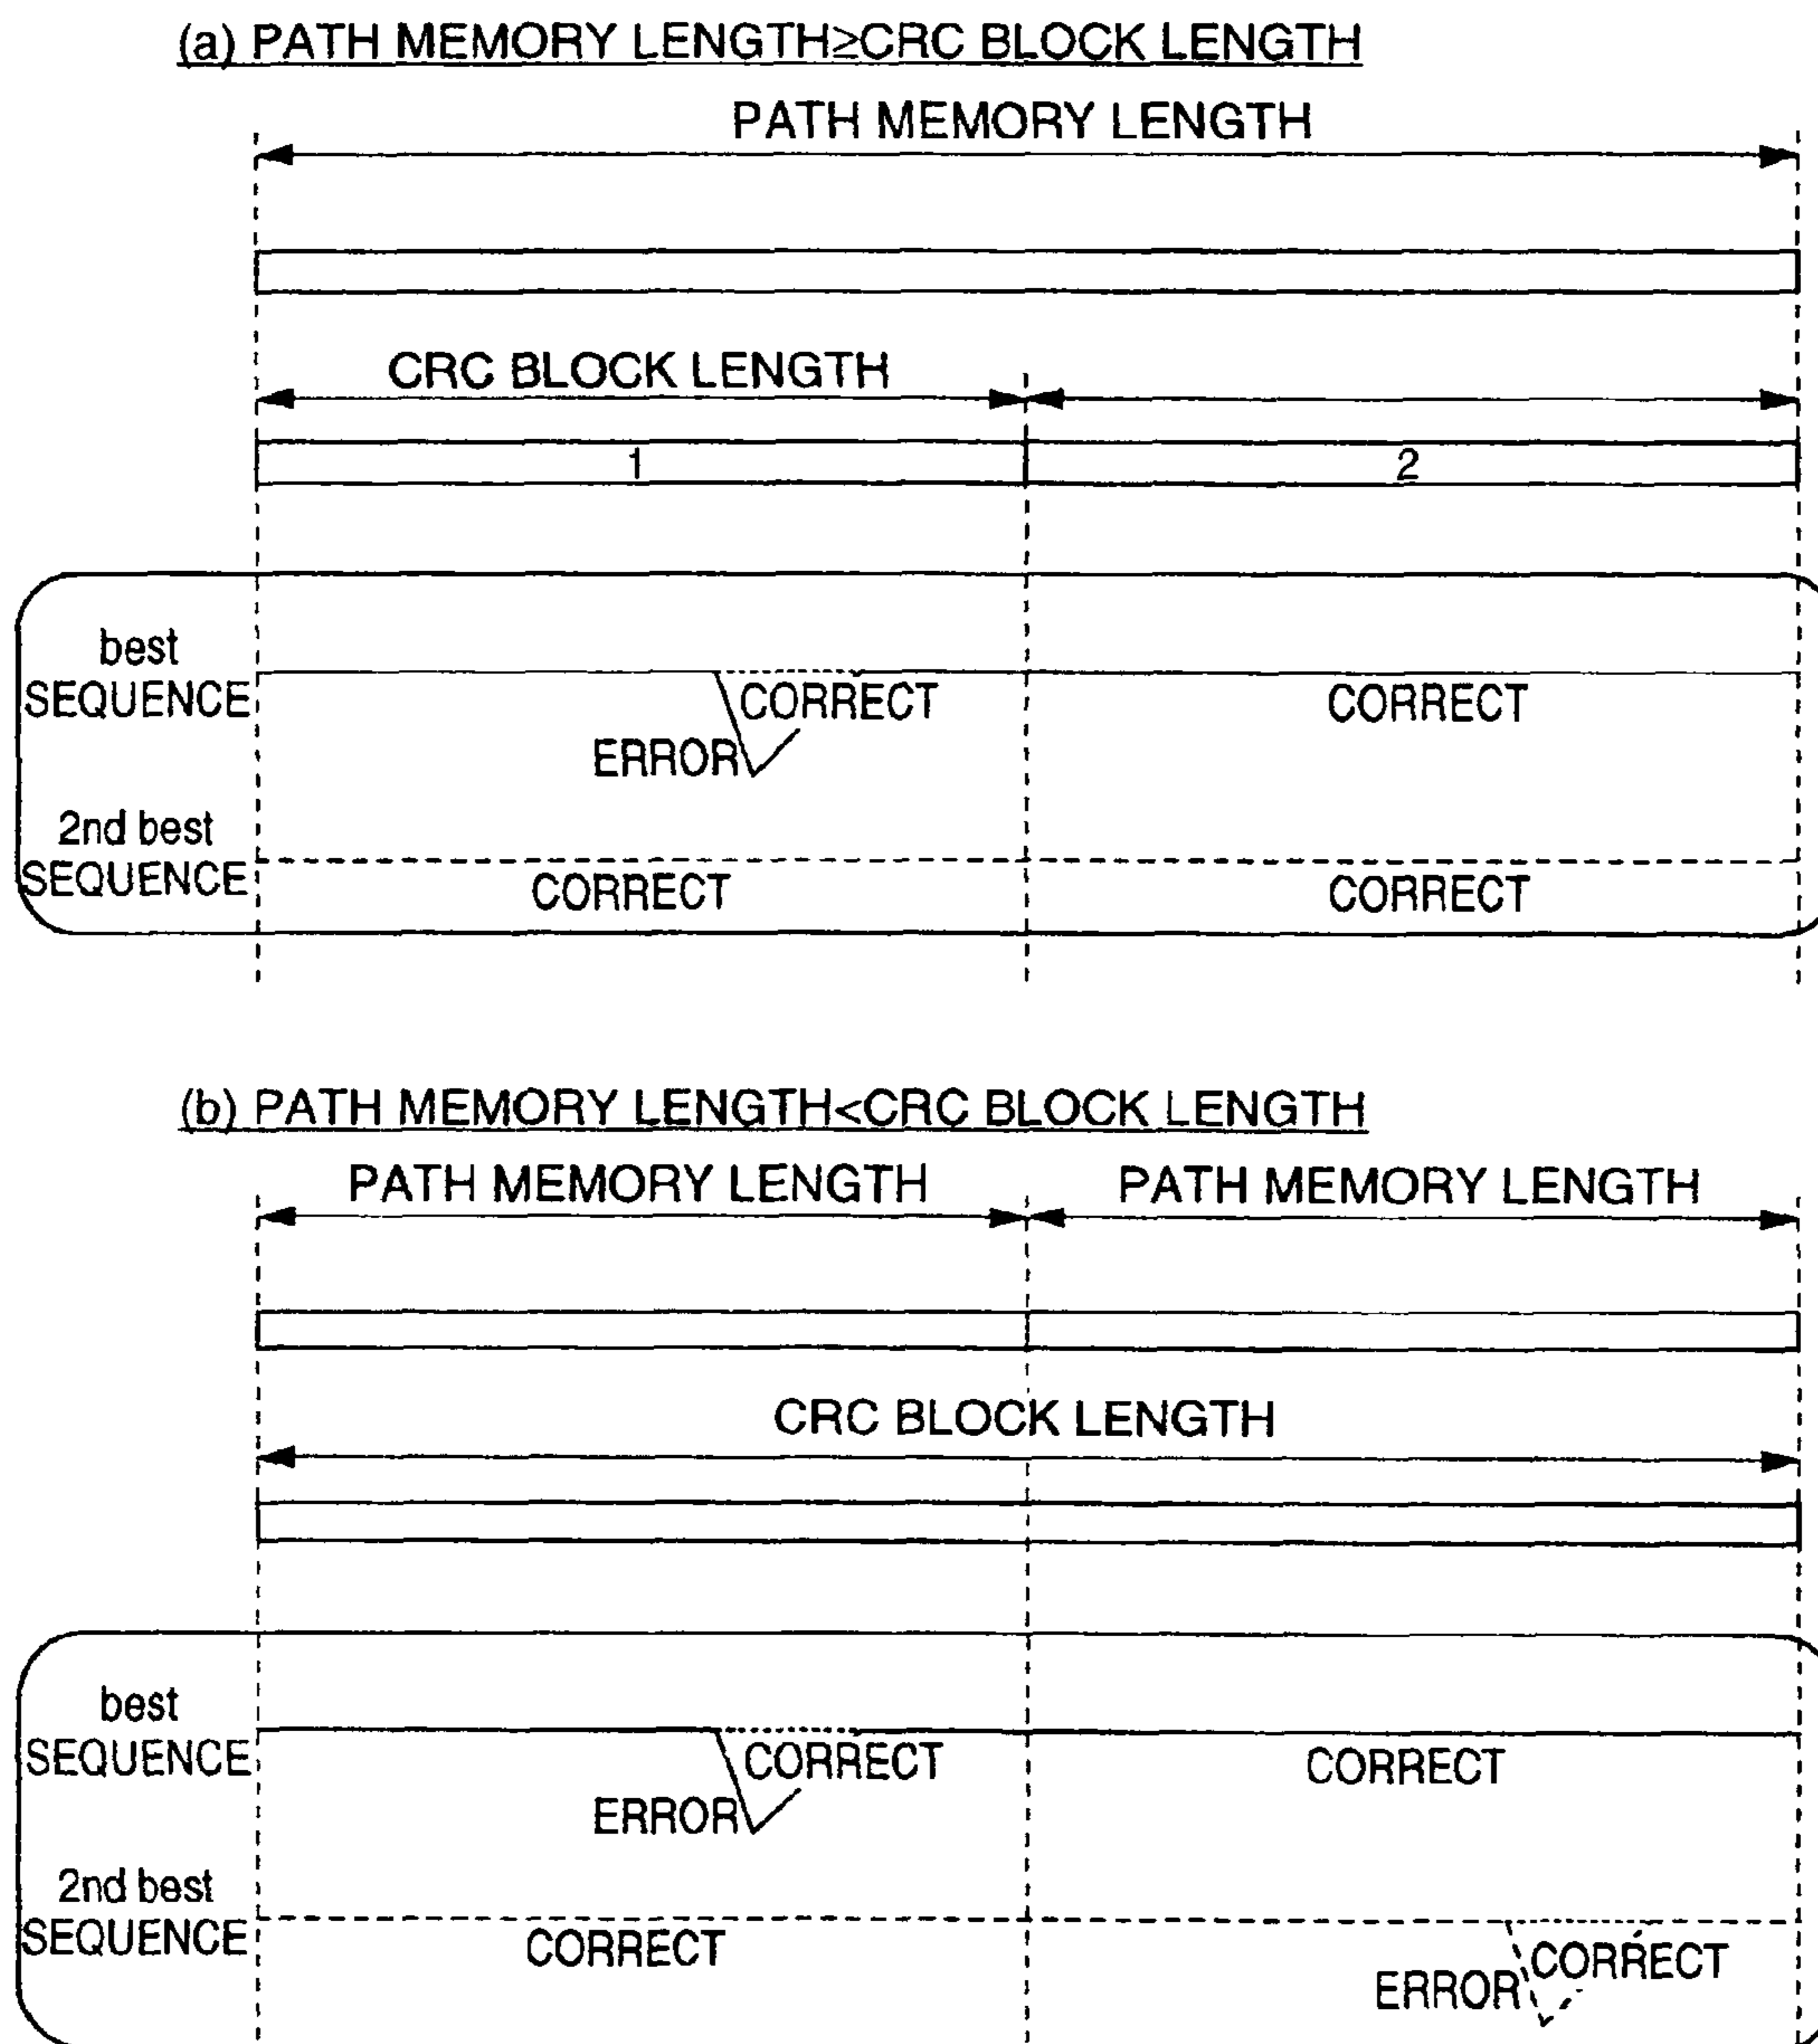 (a) PATH MEMORY LENGTH≥CRC BLOCK LENGTH
PATH MEMORY LENGTH
CRC BLOCK LENGTH
1
2
best
SEQUENCE
CORRECT
CORRECT
ERROR
2nd best
SEQUENCE
CORRECT
CORRECT
(b) PATH MEMORY LENGTH<CRC BLOCK LENGTH
PATH MEMORY LENGTH
PATH MEMORY LENGTH
CRC BLOCK LENGTH
best
SEQUENCE
CORRECT
CORRECT
ERROR
2nd best
SEQUENCE
CORRECT
CORRECT
ERROR